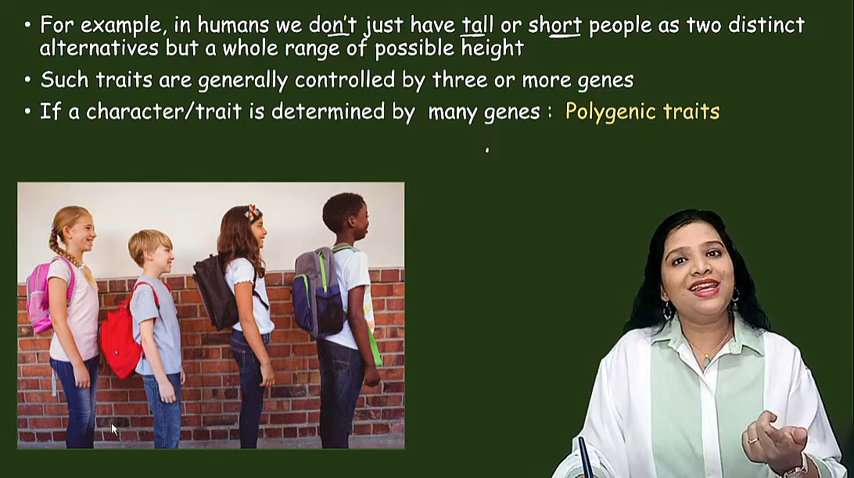 • For example, in humans we don't just have tall or short people as two distinct
alternatives but a whole range of possible height
• Such traits are generally controlled by three or more genes
• If a character/trait is determined by many genes : Polygenic traits